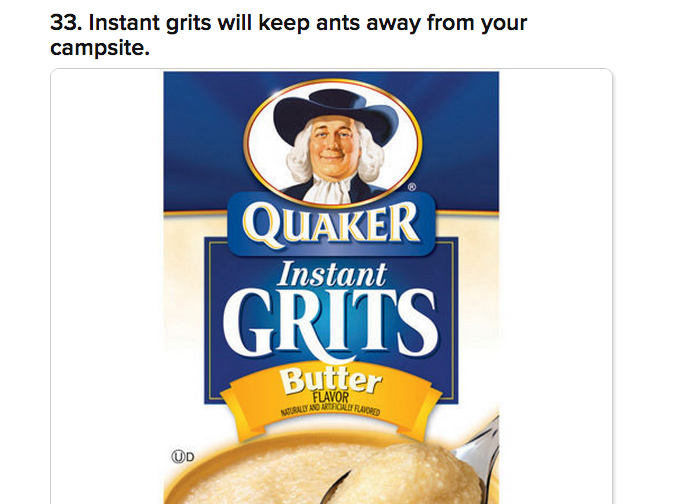 33. Instant grits will keep ants away from your
campsite.
®
QUAKER
Instant
GRITS
Butter
FLAVOR
NATURALLY AND ARTIFICIALLY FLAVORED
ⓊD